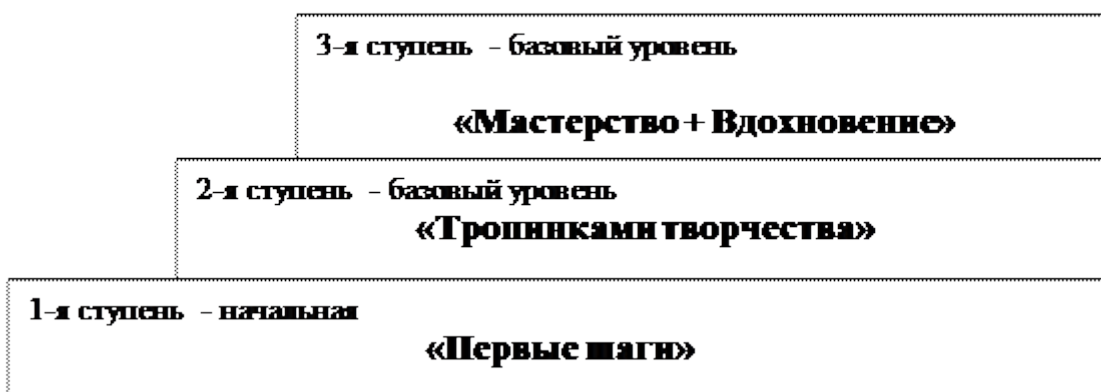 3-я ступень - базовый уровень
«Мастерство + Вдохновение»
2-я ступень - базовый уровень
«Тропинками творчества»
1-я ступень - начальная
«Первые шаги»